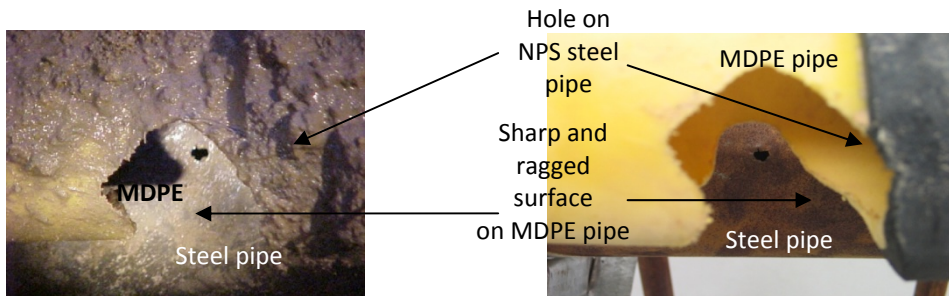 Hole on
NPS steel
pipe
MDPE pipe
Sharp and
ragged
surface
on MDPE pipe
MDPE
Steel pipe
Steel pipe